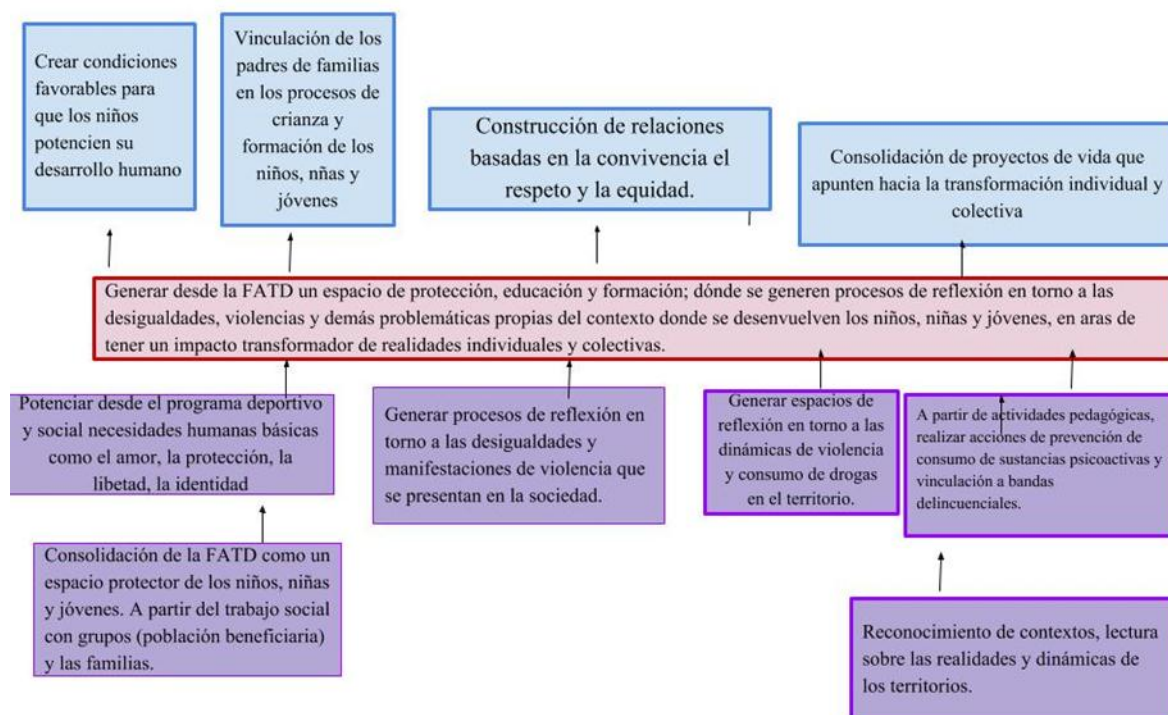 Crear condiciones
favorables para
que los niños
potencien su
desarrollo humano
Vinculación de los
padres de familias
en los procesos de
crianza y
formación de los
niños, nñas y
jóvenes
Construcción de relaciones
basadas en la convivencia el
respeto y la equidad.
Consolidación de proyectos de vida que
apunten hacia la transformación individual y
colectiva
Generar desde la FATD un espacio de protección, educación y formación; dónde se generen procesos de reflexión en torno a las
desigualdades, violencias y demás problemáticas propias del contexto donde se desenvuelven los niños, niñas y jóvenes, en aras de
tener un impacto transformador de realidades individuales y colectivas.
Potenciar desde el programa deportivo
y social necesidades humanas básicas
como el amor, la protección, la
libetad, la identidad
Generar procesos de reflexión en
torno a las desigualdades y
manifestaciones de violencia que
se presentan en la sociedad.
Generar espacios de
reflexión en torno a las
dinámicas de violencia
y consumo de drogas
en el territorio.
A partir de actividades pedagógicas,
realizar acciones de prevención de
consumo de sustancias psicoactivas y
vinculación a bandas
delincuenciales.
Consolidación de la FATD como un
espacio protector de los niños, niñas
y jóvenes. A partir del trabajo social
con grupos (población beneficiaria)
y las familias.
Reconocimiento de contextos, lectura
sobre las realidades y dinámicas de
los territorios.